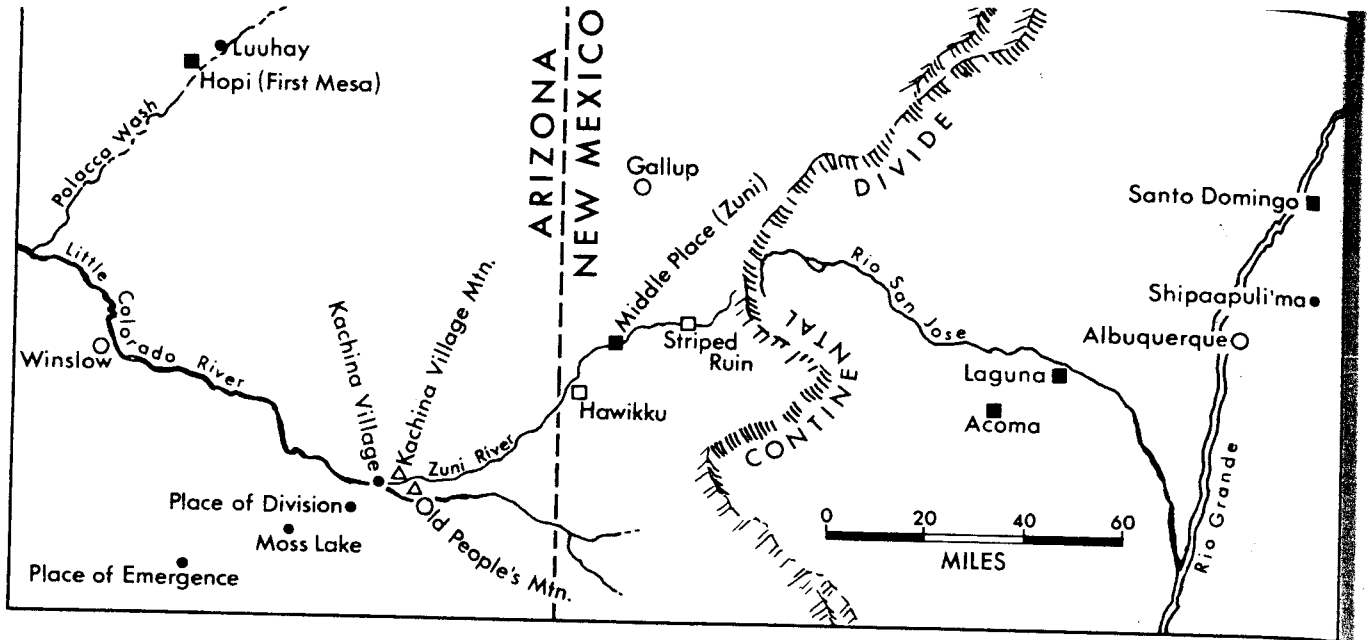 Luuhay
Hopi (First Mesa)
Polacca Wash
ARIZONA
NEW MEXICO
Gallup
DIVIDE
Santo Domingo
Middle Place (Zuni)
Little Colorado River
Kachina Village
Kachina Village Mtn.
Rio San Jose
Shipaapuli'ma
Albuquerque
Winslow
Striped
Ruin
CONTINENTAL
Laguna
Hawikku
Acoma
Zuni River
Rio Grande
Place of Division
Old People's Mtn.
Moss Lake
Place of Emergence
0 20 40 60
MILES